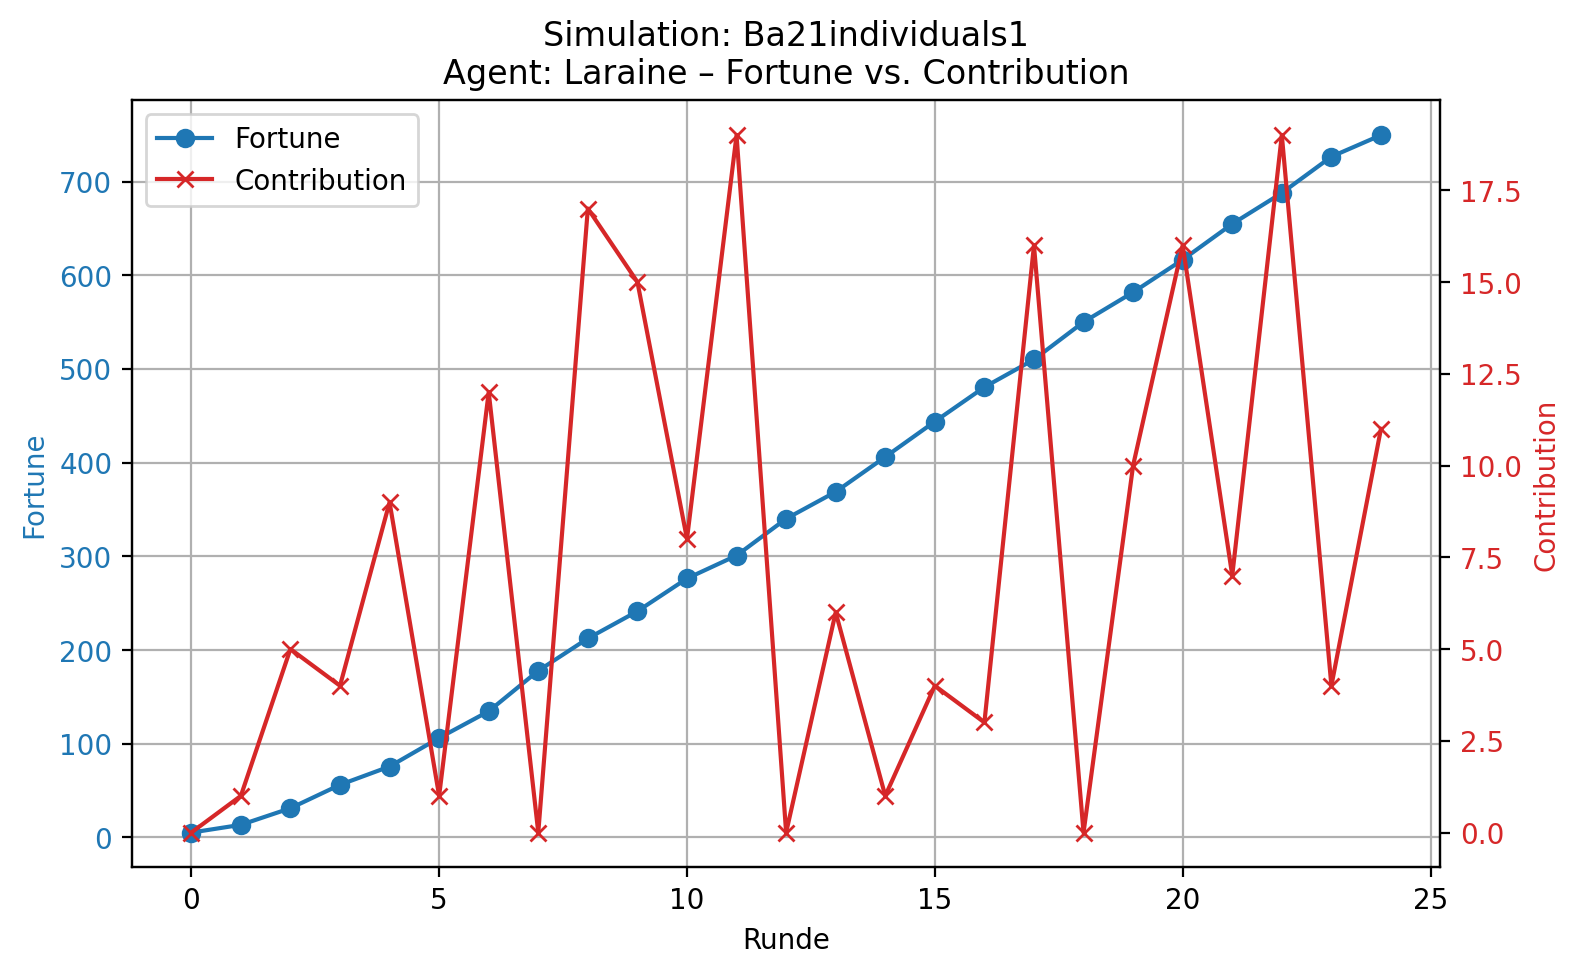 Simulation: Ba21individuals1
Agent: Laraine – Fortune vs. Contribution
Fortune
Contribution
700
600
500
400
300
200
100
0
Fortune
17.5
15.0
12.5
10.0
7.5
5.0
2.5
0.0
Contribution
0 5 10 15 20 25
Runde